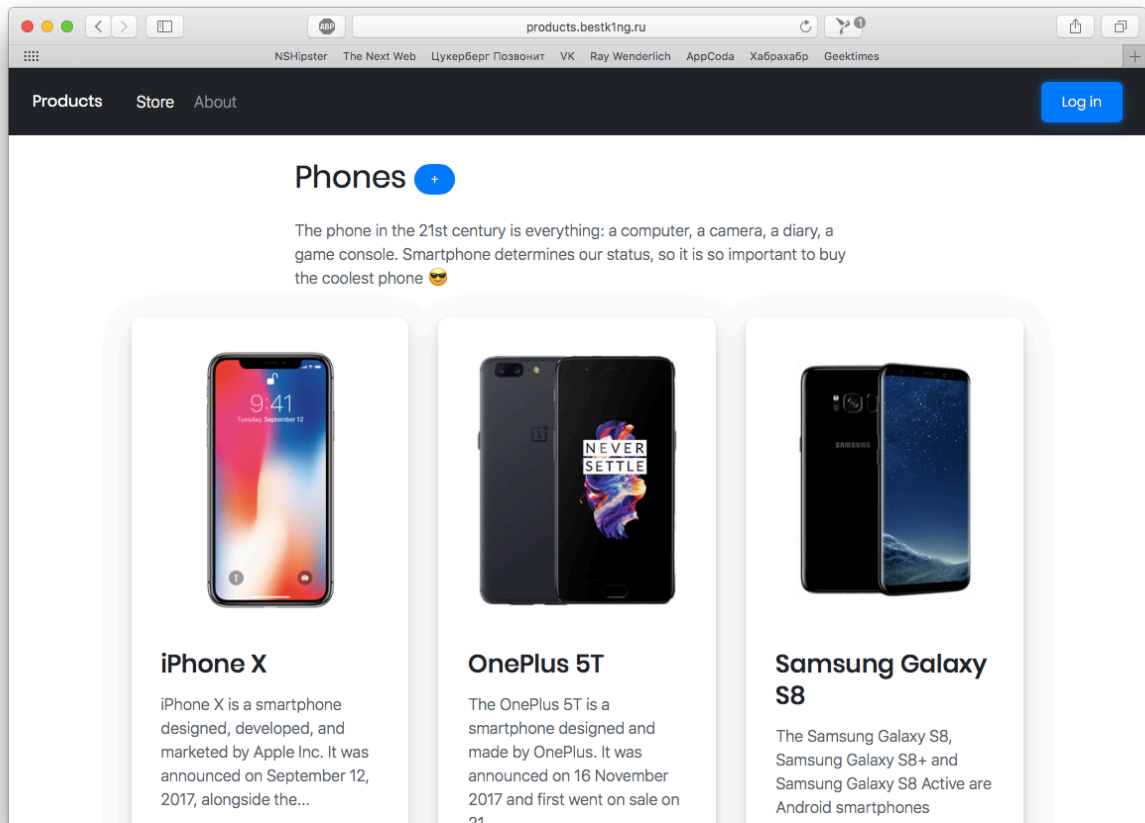 ABP
products.bestk1ng.ru
1
NSHipster The Next Web Цукерберг Позвонит VK Ray Wenderlich AppCoda Хабрахабр Geektimes
Products Store About Log in
Phones +
The phone in the 21st century is everything: a computer, a camera, a diary, a
game console. Smartphone determines our status, so it is so important to buy
the coolest phone 😎
9:41
Tuesday, September 12
1
NEVER
SETTLE
SAMSUNG
iPhone X
iPhone X is a smartphone
designed, developed, and
marketed by Apple Inc. It was
announced on September 12,
2017, alongside the...
OnePlus 5T
The OnePlus 5T is a
smartphone designed and
made by OnePlus. It was
announced on 16 November
2017 and first went on sale on
21
Samsung Galaxy
S8
The Samsung Galaxy S8,
Samsung Galaxy S8+ and
Samsung Galaxy S8 Active are
Android smartphones